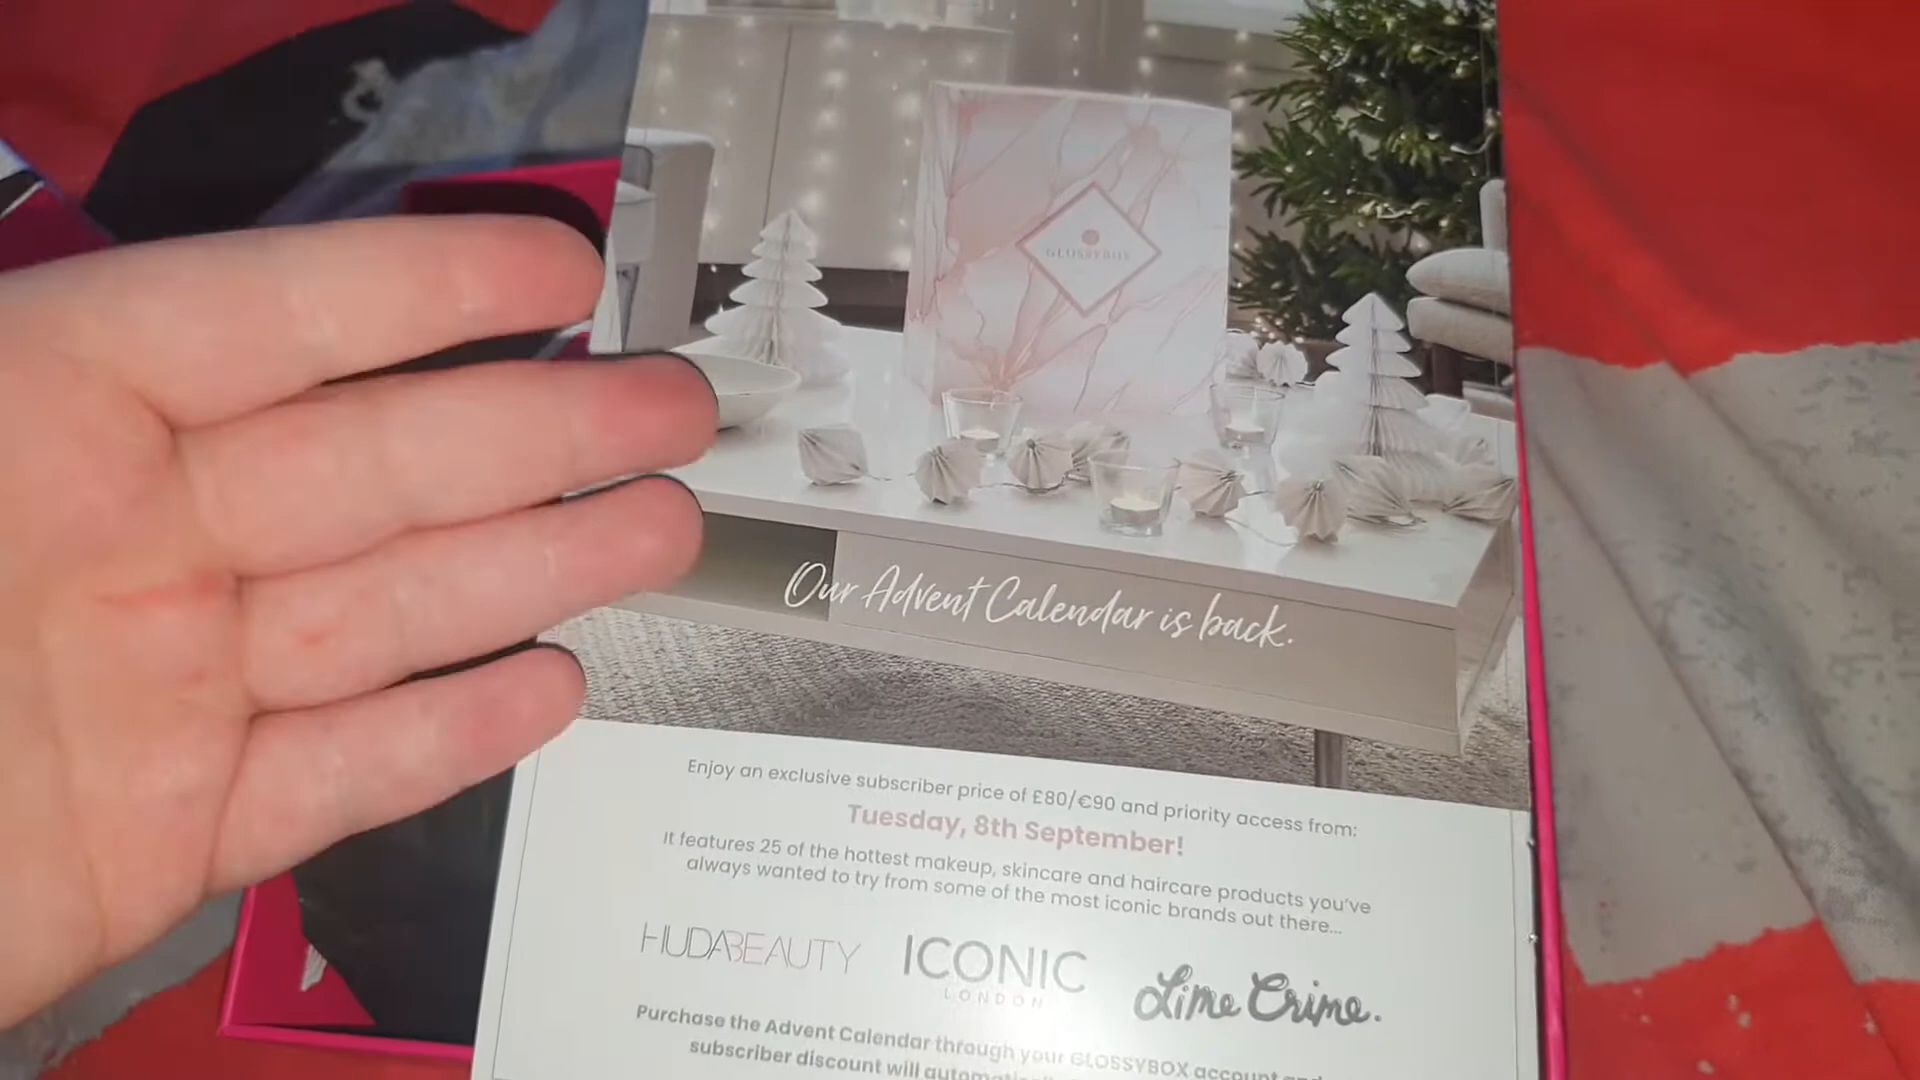 GLOSSYBOX
Our Advent Calendar is back.
Enjoy an exclusive subscriber price of £80/€90 and priority access from:
Tuesday, 8th September!
It features 25 of the hottest makeup, skincare and haircare products you've
always wanted to try from some of the most iconic brands out there...
HUDABEAUTY
ICONIC
LONDON
Lime Crime.
Purchase the Advent Calendar through your GLOSSYBOX account and
subscriber discount will